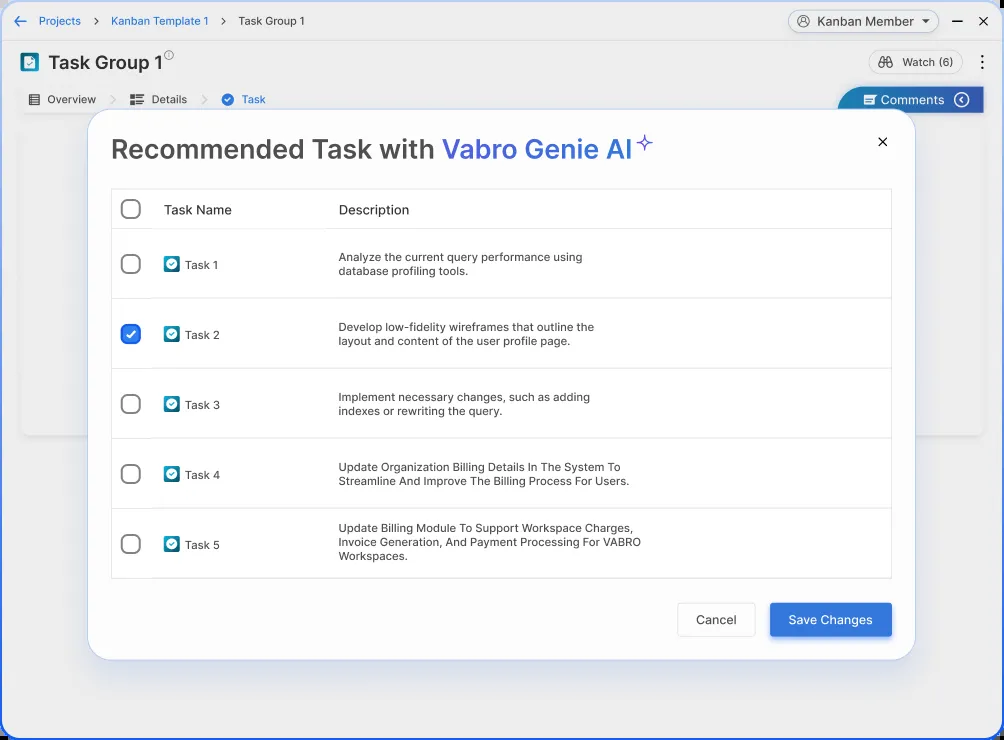 Projects > Kanban Template 1 > Task Group 1
Kanban Member
Task Group 1
Watch (6)
Overview > Details > Task
Comments
Recommended Task with Vabro Genie AI
Task Name Description
Task 1
Analyze the current query performance using
database profiling tools.
Task 2
Develop low-fidelity wireframes that outline the
layout and content of the user profile page.
Task 3
Implement necessary changes, such as adding
indexes or rewriting the query.
Task 4
Update Organization Billing Details In The System To
Streamline And Improve The Billing Process For Users.
Task 5
Update Billing Module To Support Workspace Charges,
Invoice Generation, And Payment Processing For VABRO
Workspaces.
Cancel
Save Changes